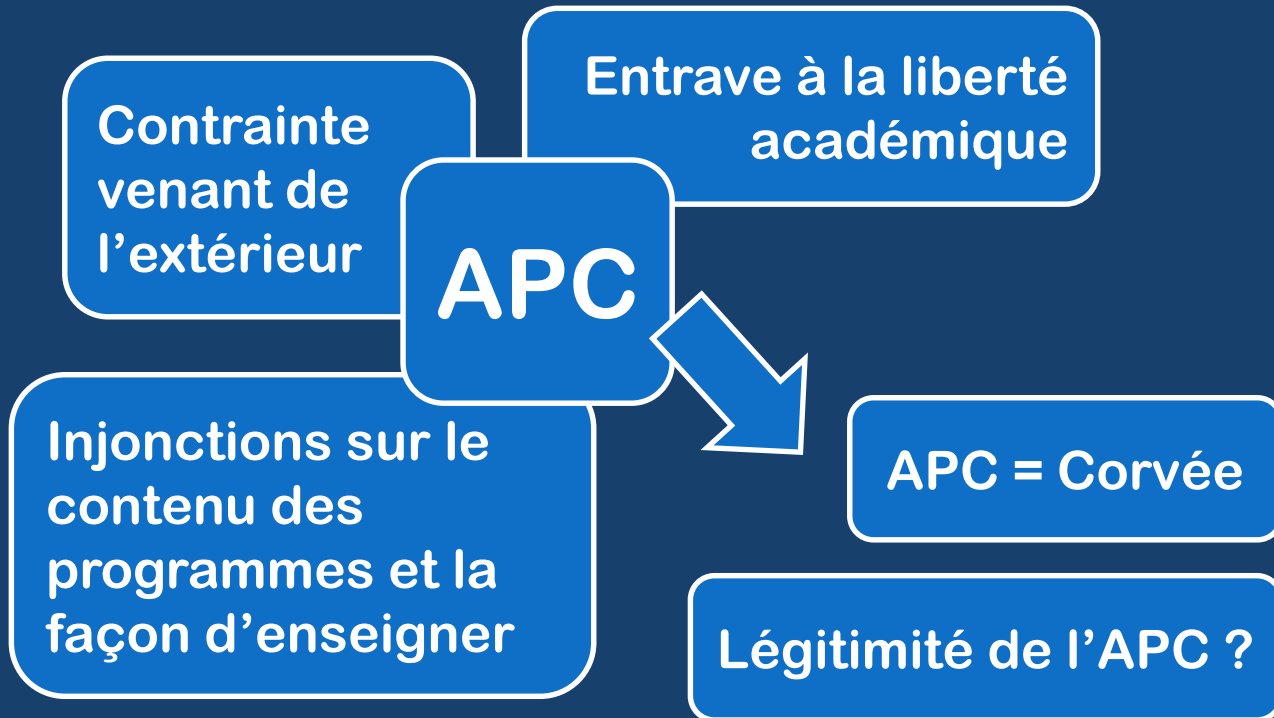 Contrainte
venant de
l’extérieur
Entrave à la liberté
académique
APC
Injonctions sur le
contenu des
programmes et la
façon d’enseigner
APC = Corvée
Légitimité de l’APC ?